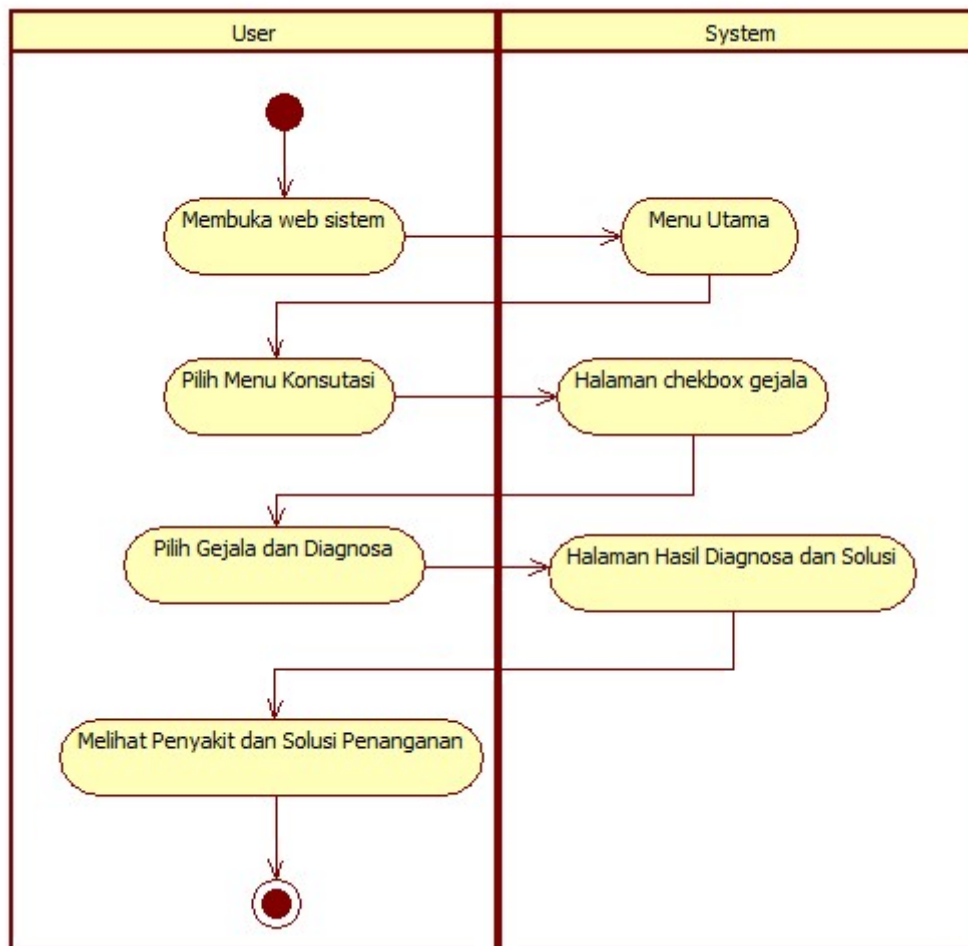 User
System
Membuka web sistem
Menu Utama
Pilih Menu Konsutasi
Halaman chekbox gejala
Pilih Gejala dan Diagnosa
Halaman Hasil Diagnosa dan Solusi
Melihat Penyakit dan Solusi Penanganan